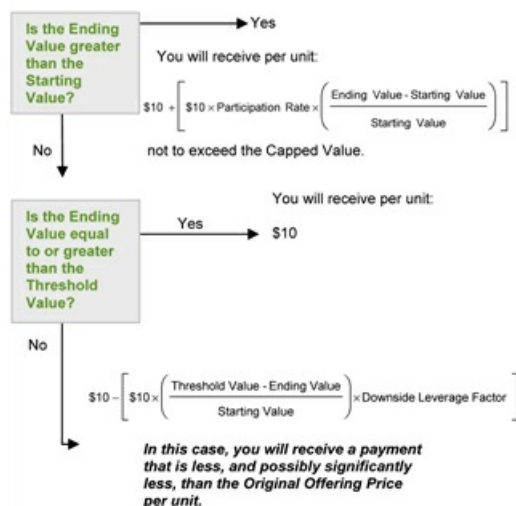 Is the Ending
Value greater
than the
Starting
Value?
Yes
You will receive per unit:
$10 + [ $10 × Participation Rate × ( Ending Value - Starting Value
Starting Value ) ]
not to exceed the Capped Value.
No
Is the Ending
Value equal
to or greater
than the
Threshold
Value?
Yes
You will receive per unit:
$10
No
$10 – [ $10 × ( Threshold Value - Ending Value
Starting Value ) × Downside Leverage Factor ]
In this case, you will receive a payment
that is less, and possibly significantly
less, than the Original Offering Price
per unit.